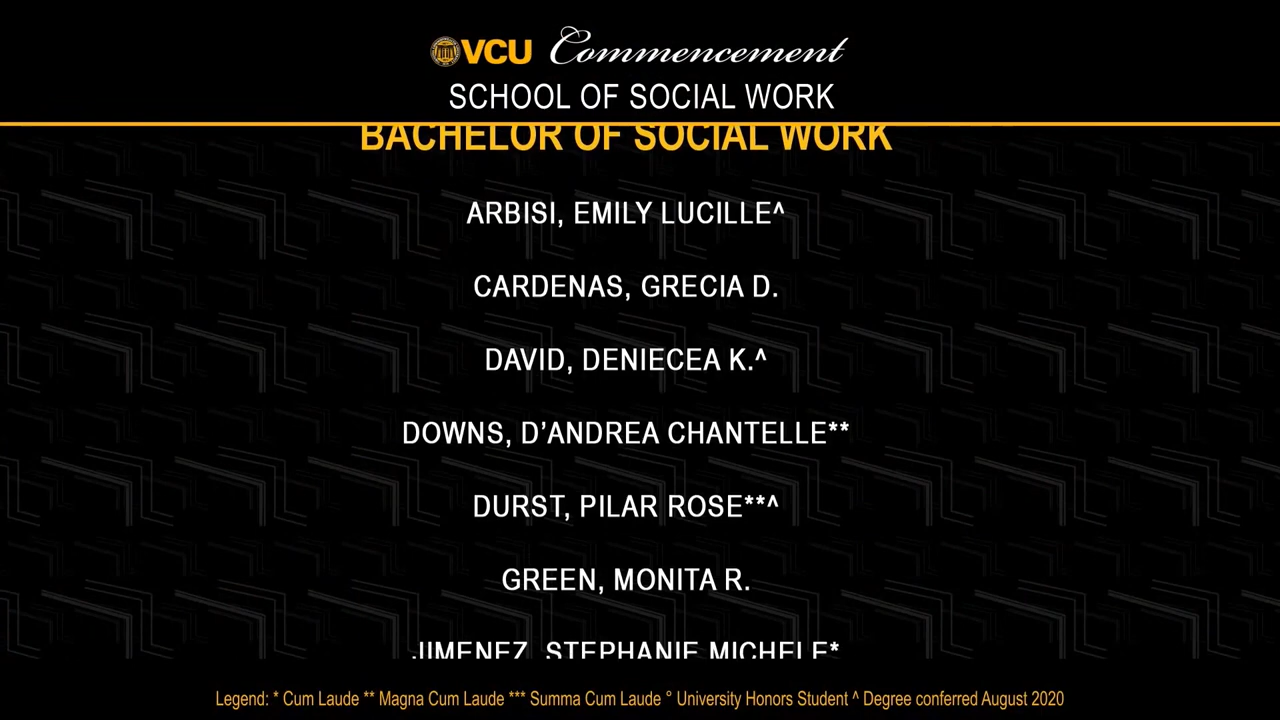 VCU Commencement
SCHOOL OF SOCIAL WORK
BACHELOR OF SOCIAL WORK
ARBISI, EMILY LUCILLE^
CARDENAS, GRECIA D.
DAVID, DENIECEA K.^
DOWNS, D’ANDREA CHANTELLE**
DURST, PILAR ROSE**^
GREEN, MONITA R.
JIMENEZ, STEPHANIE MICHELE*
Legend: * Cum Laude ** Magna Cum Laude *** Summa Cum Laude ° University Honors Student ^ Degree conferred August 2020